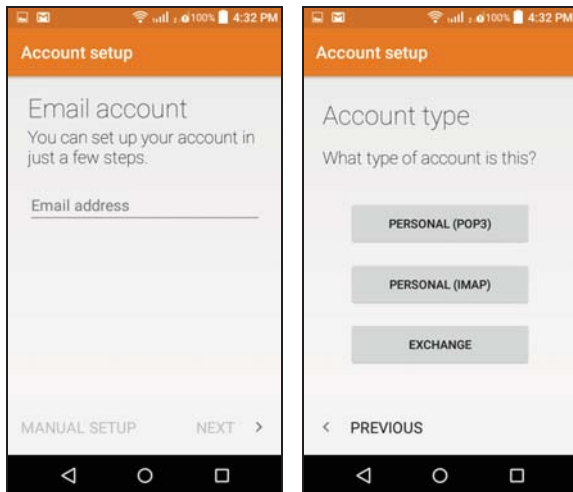 100% 4:32 PM
Account setup
Email account
You can set up your account in
just a few steps.
Email address
MANUAL SETUP
NEXT >
100% 4:32 PM
Account setup
Account type
What type of account is this?
PERSONAL (POP3)
PERSONAL (IMAP)
EXCHANGE
< PREVIOUS